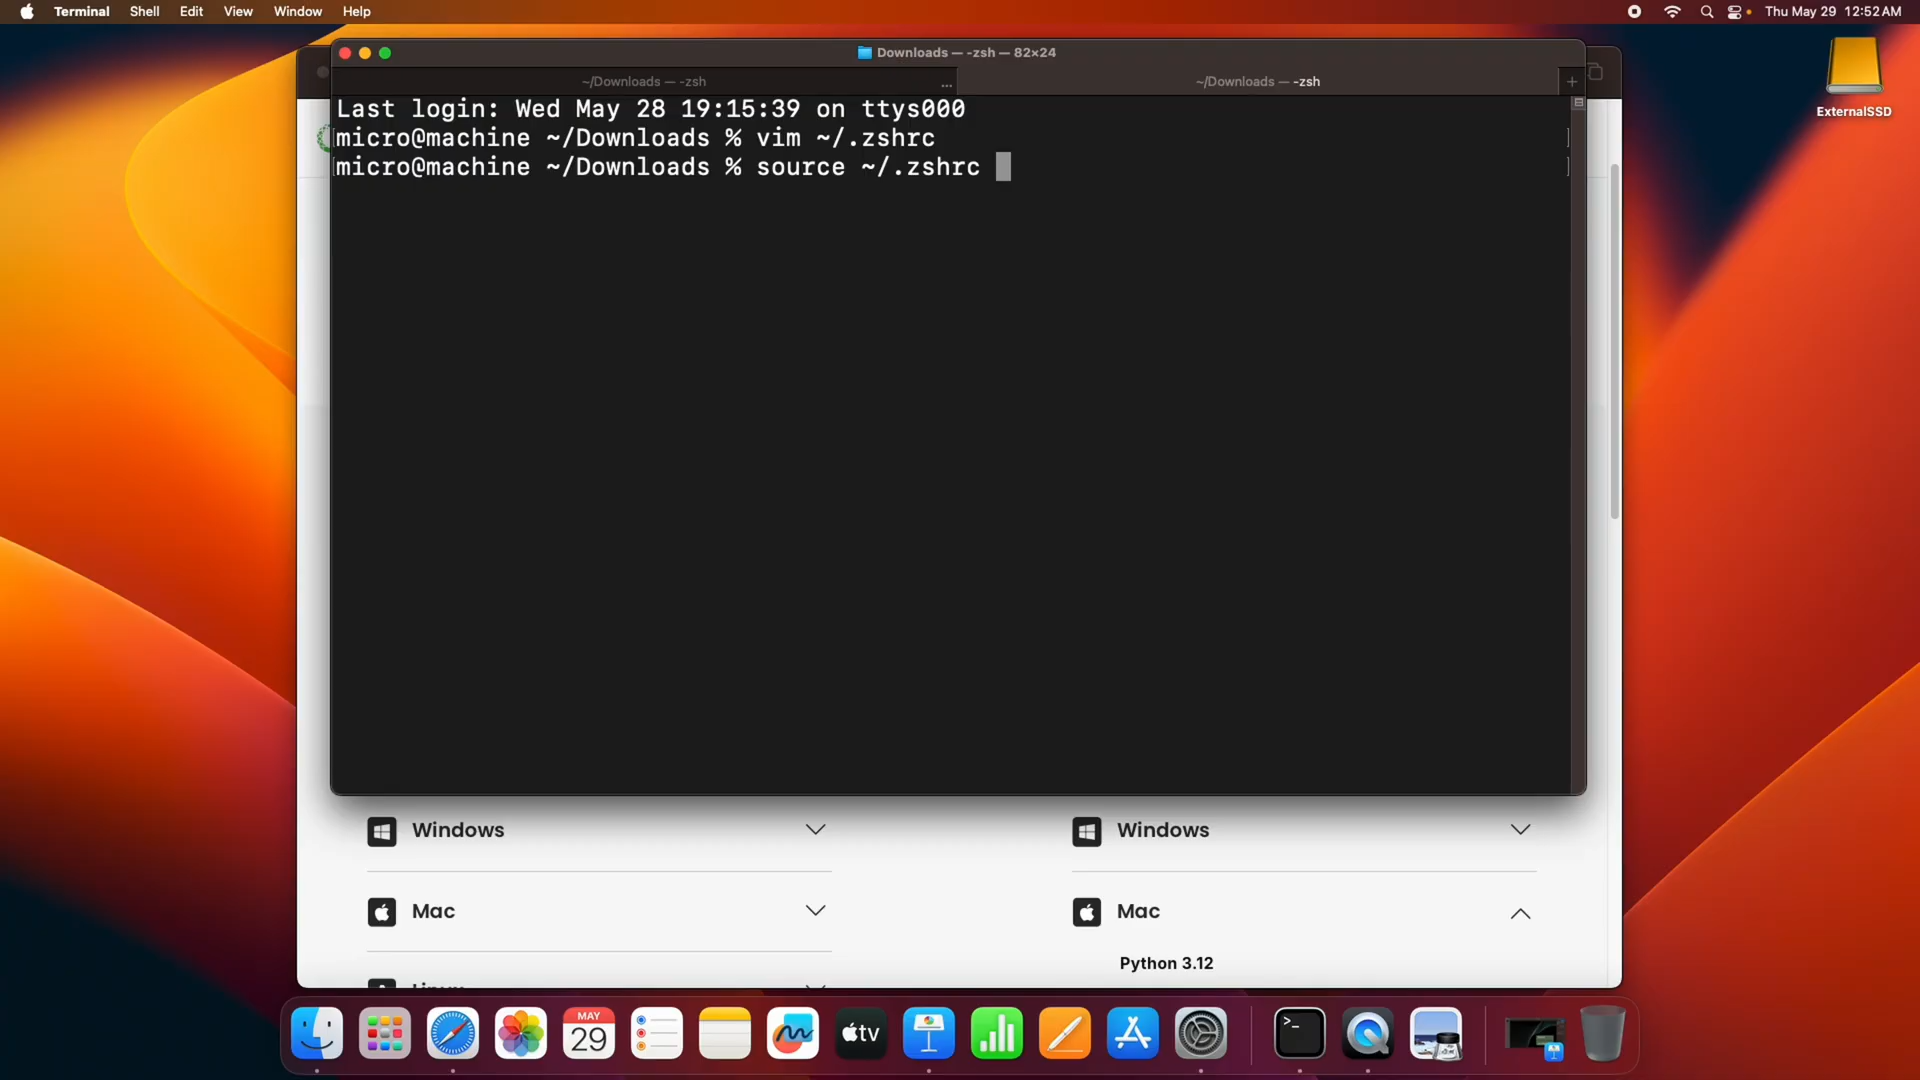 Terminal Shell Edit View Window Help
Thu May 29 12:52 AM
Downloads — -zsh — 82×24
~/Downloads — -zsh
...
~/Downloads — -zsh
+
ExternalSSD
Last login: Wed May 28 19:15:39 on ttys000
[micro@machine ~/Downloads % vim ~/.zshrc ]
[micro@machine ~/Downloads % source ~/.zshrc ]
Windows
Windows
Mac
Mac
Python 3.12
MAY
29
tv
>_